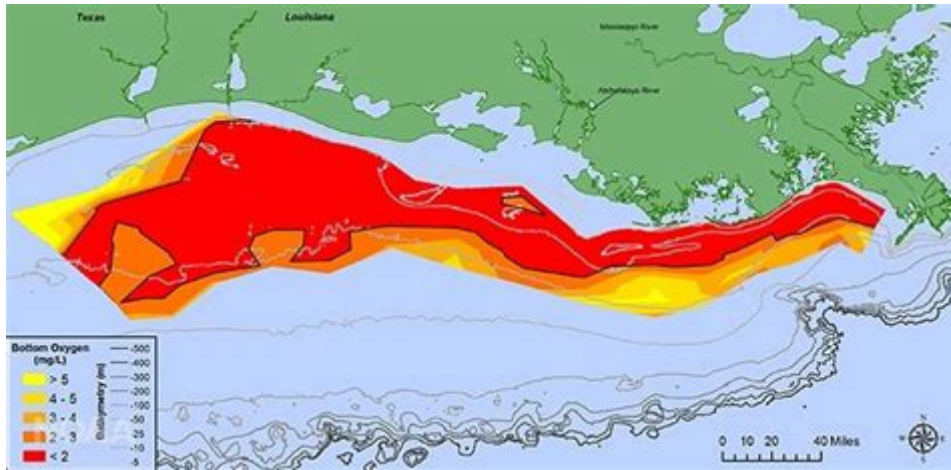 Texas
Louisiana
Mississippi River
Atchafalaya River
Bottom Oxygen
(mg/L)
> 5
4 - 5
3 - 4
2 - 3
< 2
Bathymetry (m)
-500
-400
-300
-200
-100
-50
-25
-5
N
W
E
S
0 10 20 40 Miles